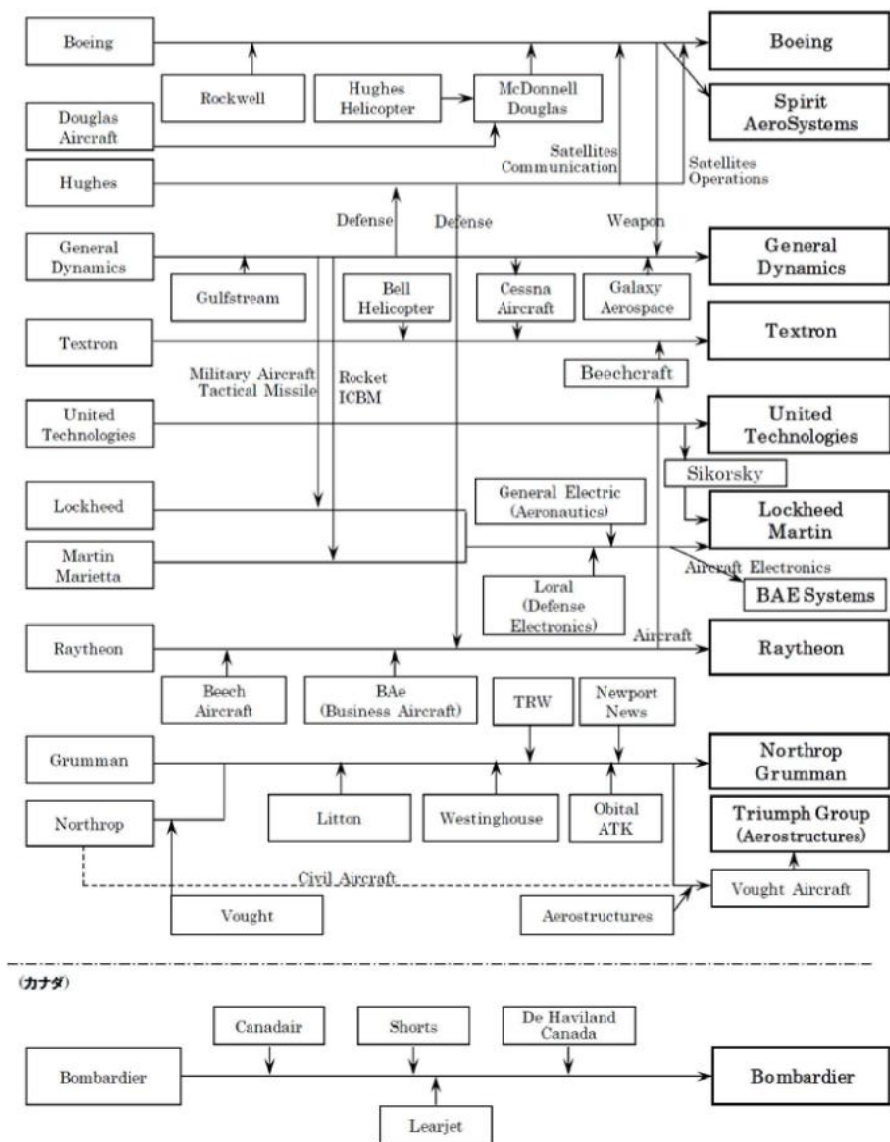 Boeing
Boeing
Rockwell
Hughes
Helicopter
McDonnell
Douglas
Spirit
AeroSystems
Douglas
Aircraft
Satellites
Communication
Satellites
Operations
Hughes
Defense
Defense
Weapon
General
Dynamics
General
Dynamics
Gulfstream
Bell
Helicopter
Cessna
Aircraft
Galaxy
Aerospace
Textron
Textron
Military Aircraft
Tactical Missile
Rocket
ICBM
Beechcraft
United
Technologies
United
Technologies
Sikorsky
Lockheed
General Electric
(Aeronautics)
Lockheed
Martin
Martin
Marietta
Aircraft Electronics
Loral
(Defense
Electronics)
BAE Systems
Raytheon
Aircraft
Raytheon
Beech
Aircraft
BAe
(Business Aircraft)
TRW
Newport
News
Grumman
Northrop
Grumman
Litton
Westinghouse
Obital
ATK
Northrop
Triumph Group
(Aerostructures)
Civil Aircraft
Vought
Aerostructures
Vought Aircraft
(カナダ)
Canadair
Shorts
De Haviland
Canada
Bombardier
Bombardier
Learjet